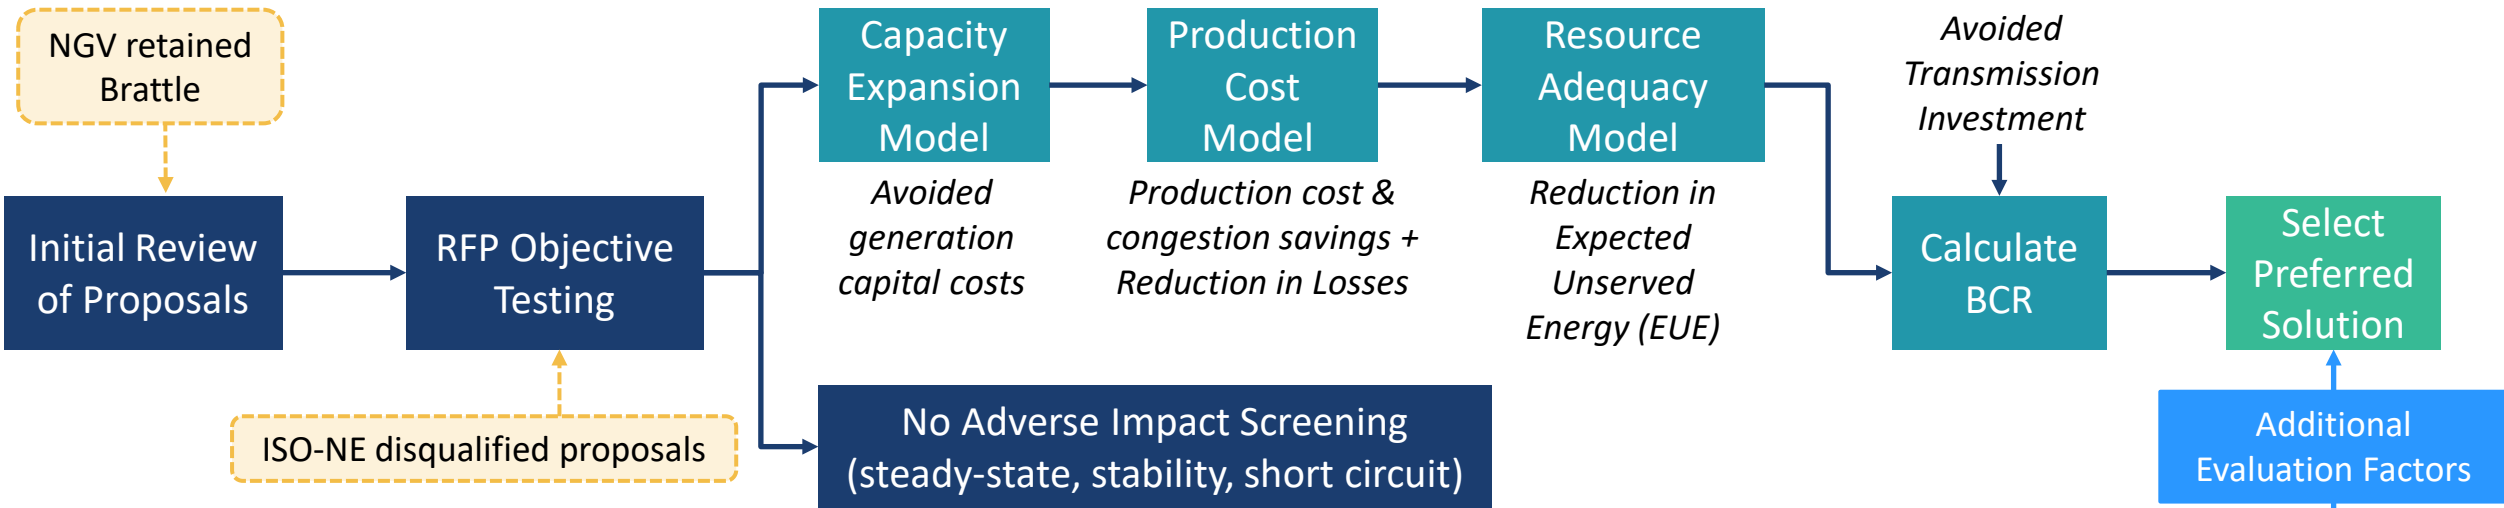 NGV retained
Brattle
Initial Review
of Proposals
RFP Objective
Testing
ISO-NE disqualified proposals
Capacity
Expansion
Model
Avoided
generation
capital costs
Production
Cost
Model
Production cost &
congestion savings +
Reduction in Losses
Resource
Adequacy
Model
Reduction in
Expected
Unserved
Energy (EUE)
No Adverse Impact Screening
(steady-state, stability, short circuit)
Avoided
Transmission
Investment
Calculate
BCR
Select
Preferred
Solution
Additional
Evaluation Factors